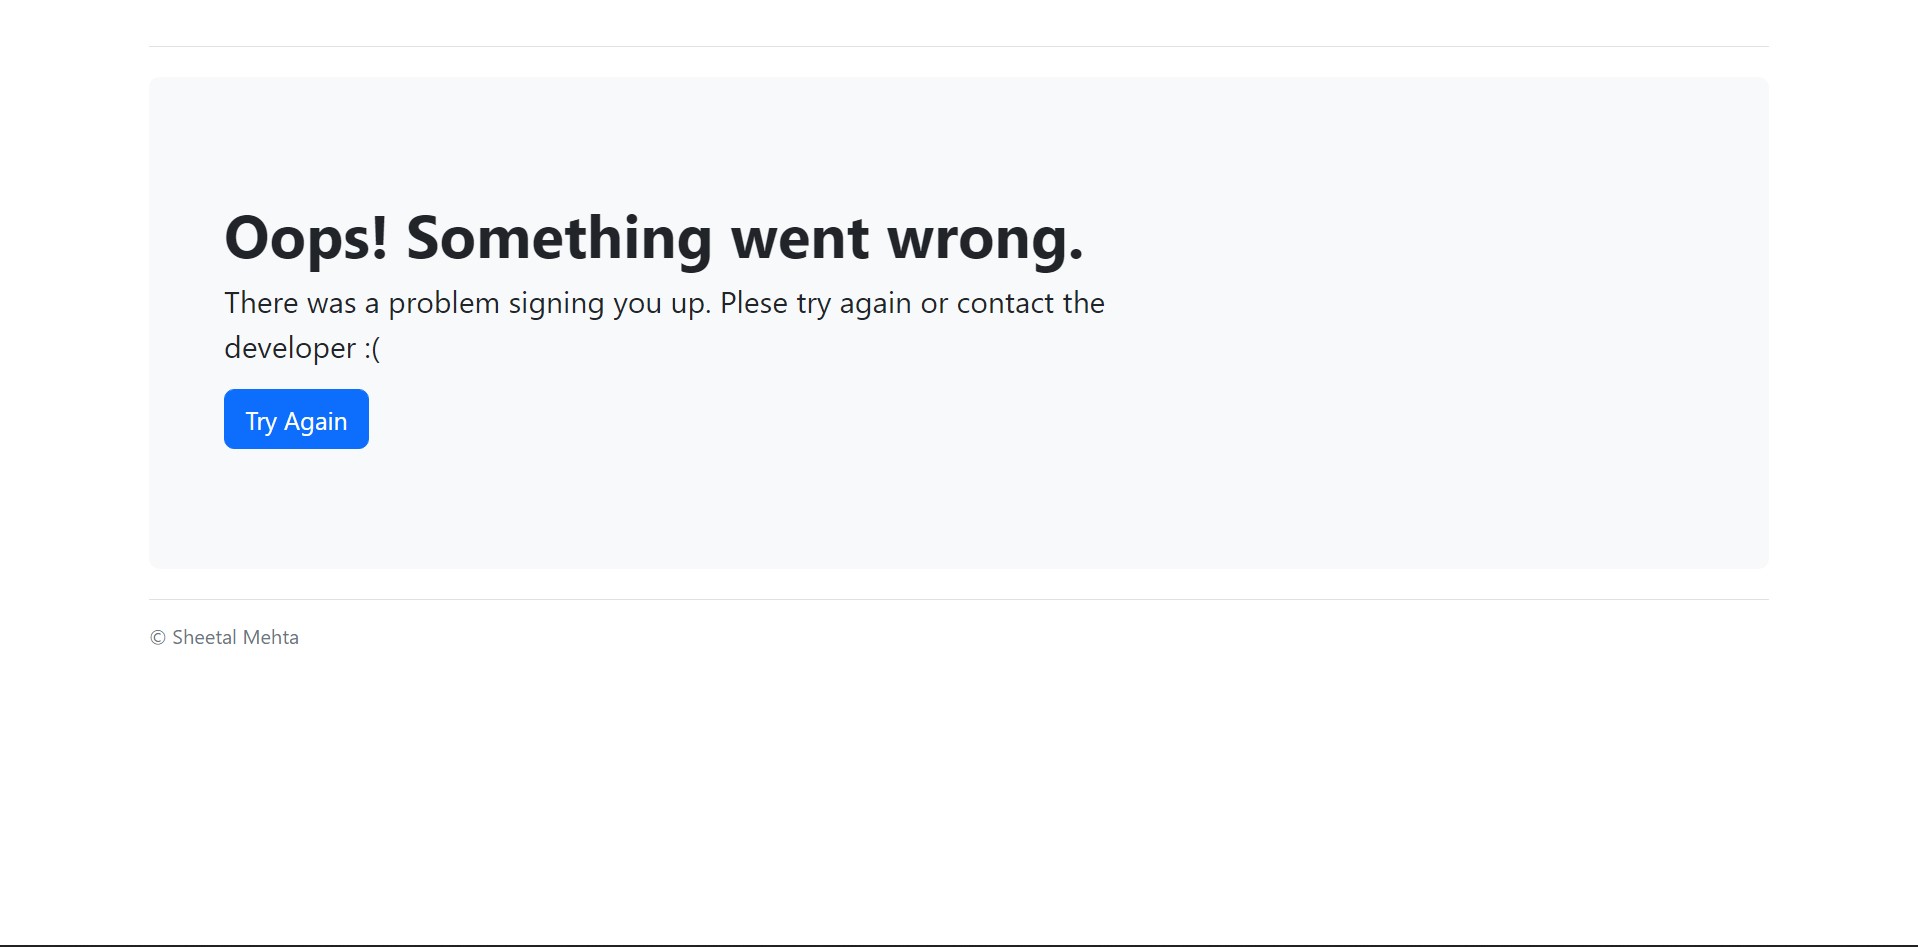 Oops! Something went wrong.
There was a problem signing you up. Plese try again or contact the
developer :(
Try Again
© Sheetal Mehta